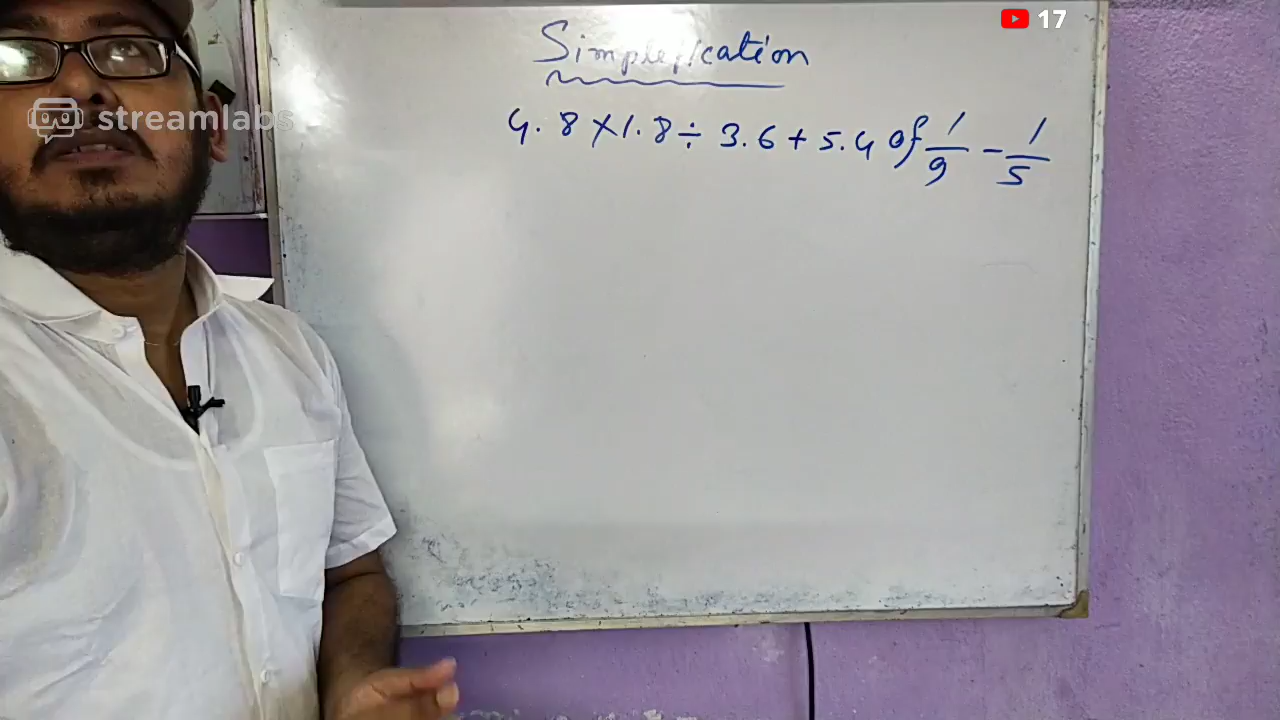 17
streamlabs
Simplification
4.8×1.8÷3.6+5.4 of 1/9 - 1/5